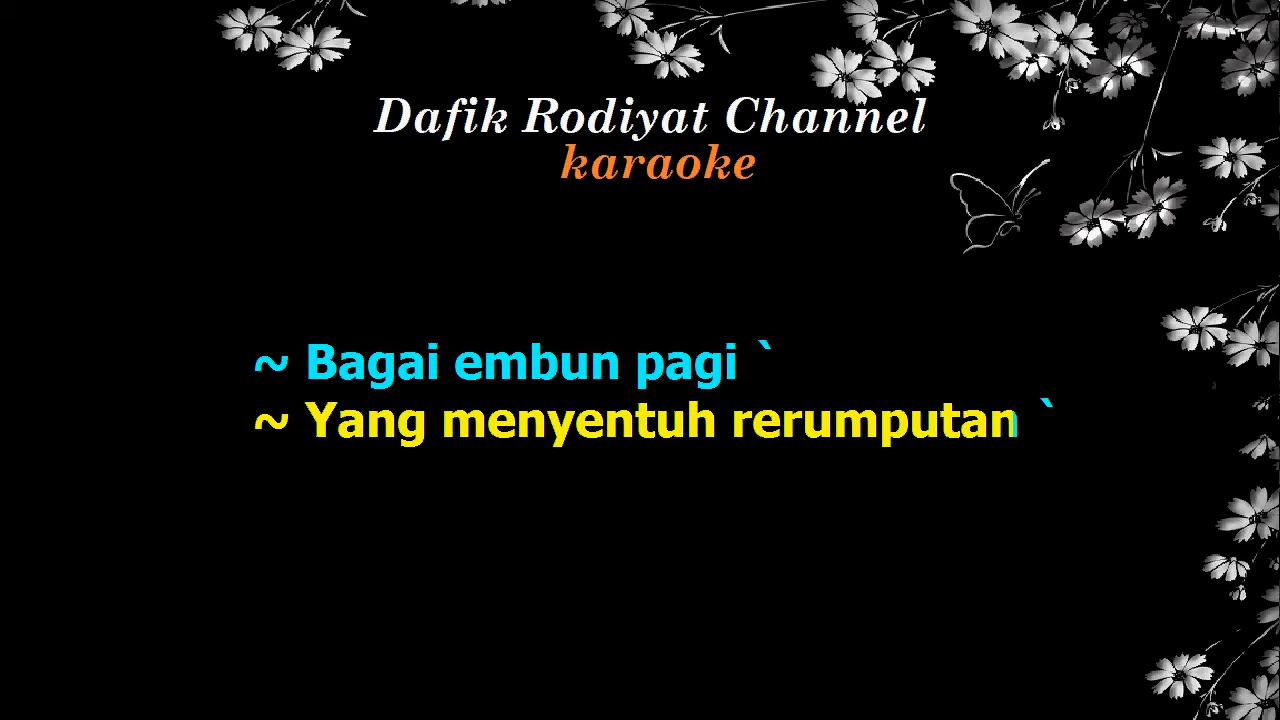 Dafik Rodiyat Channel
karaoke
~ Bagai embun pagi `
~ Yang menyentuh rerumputan `